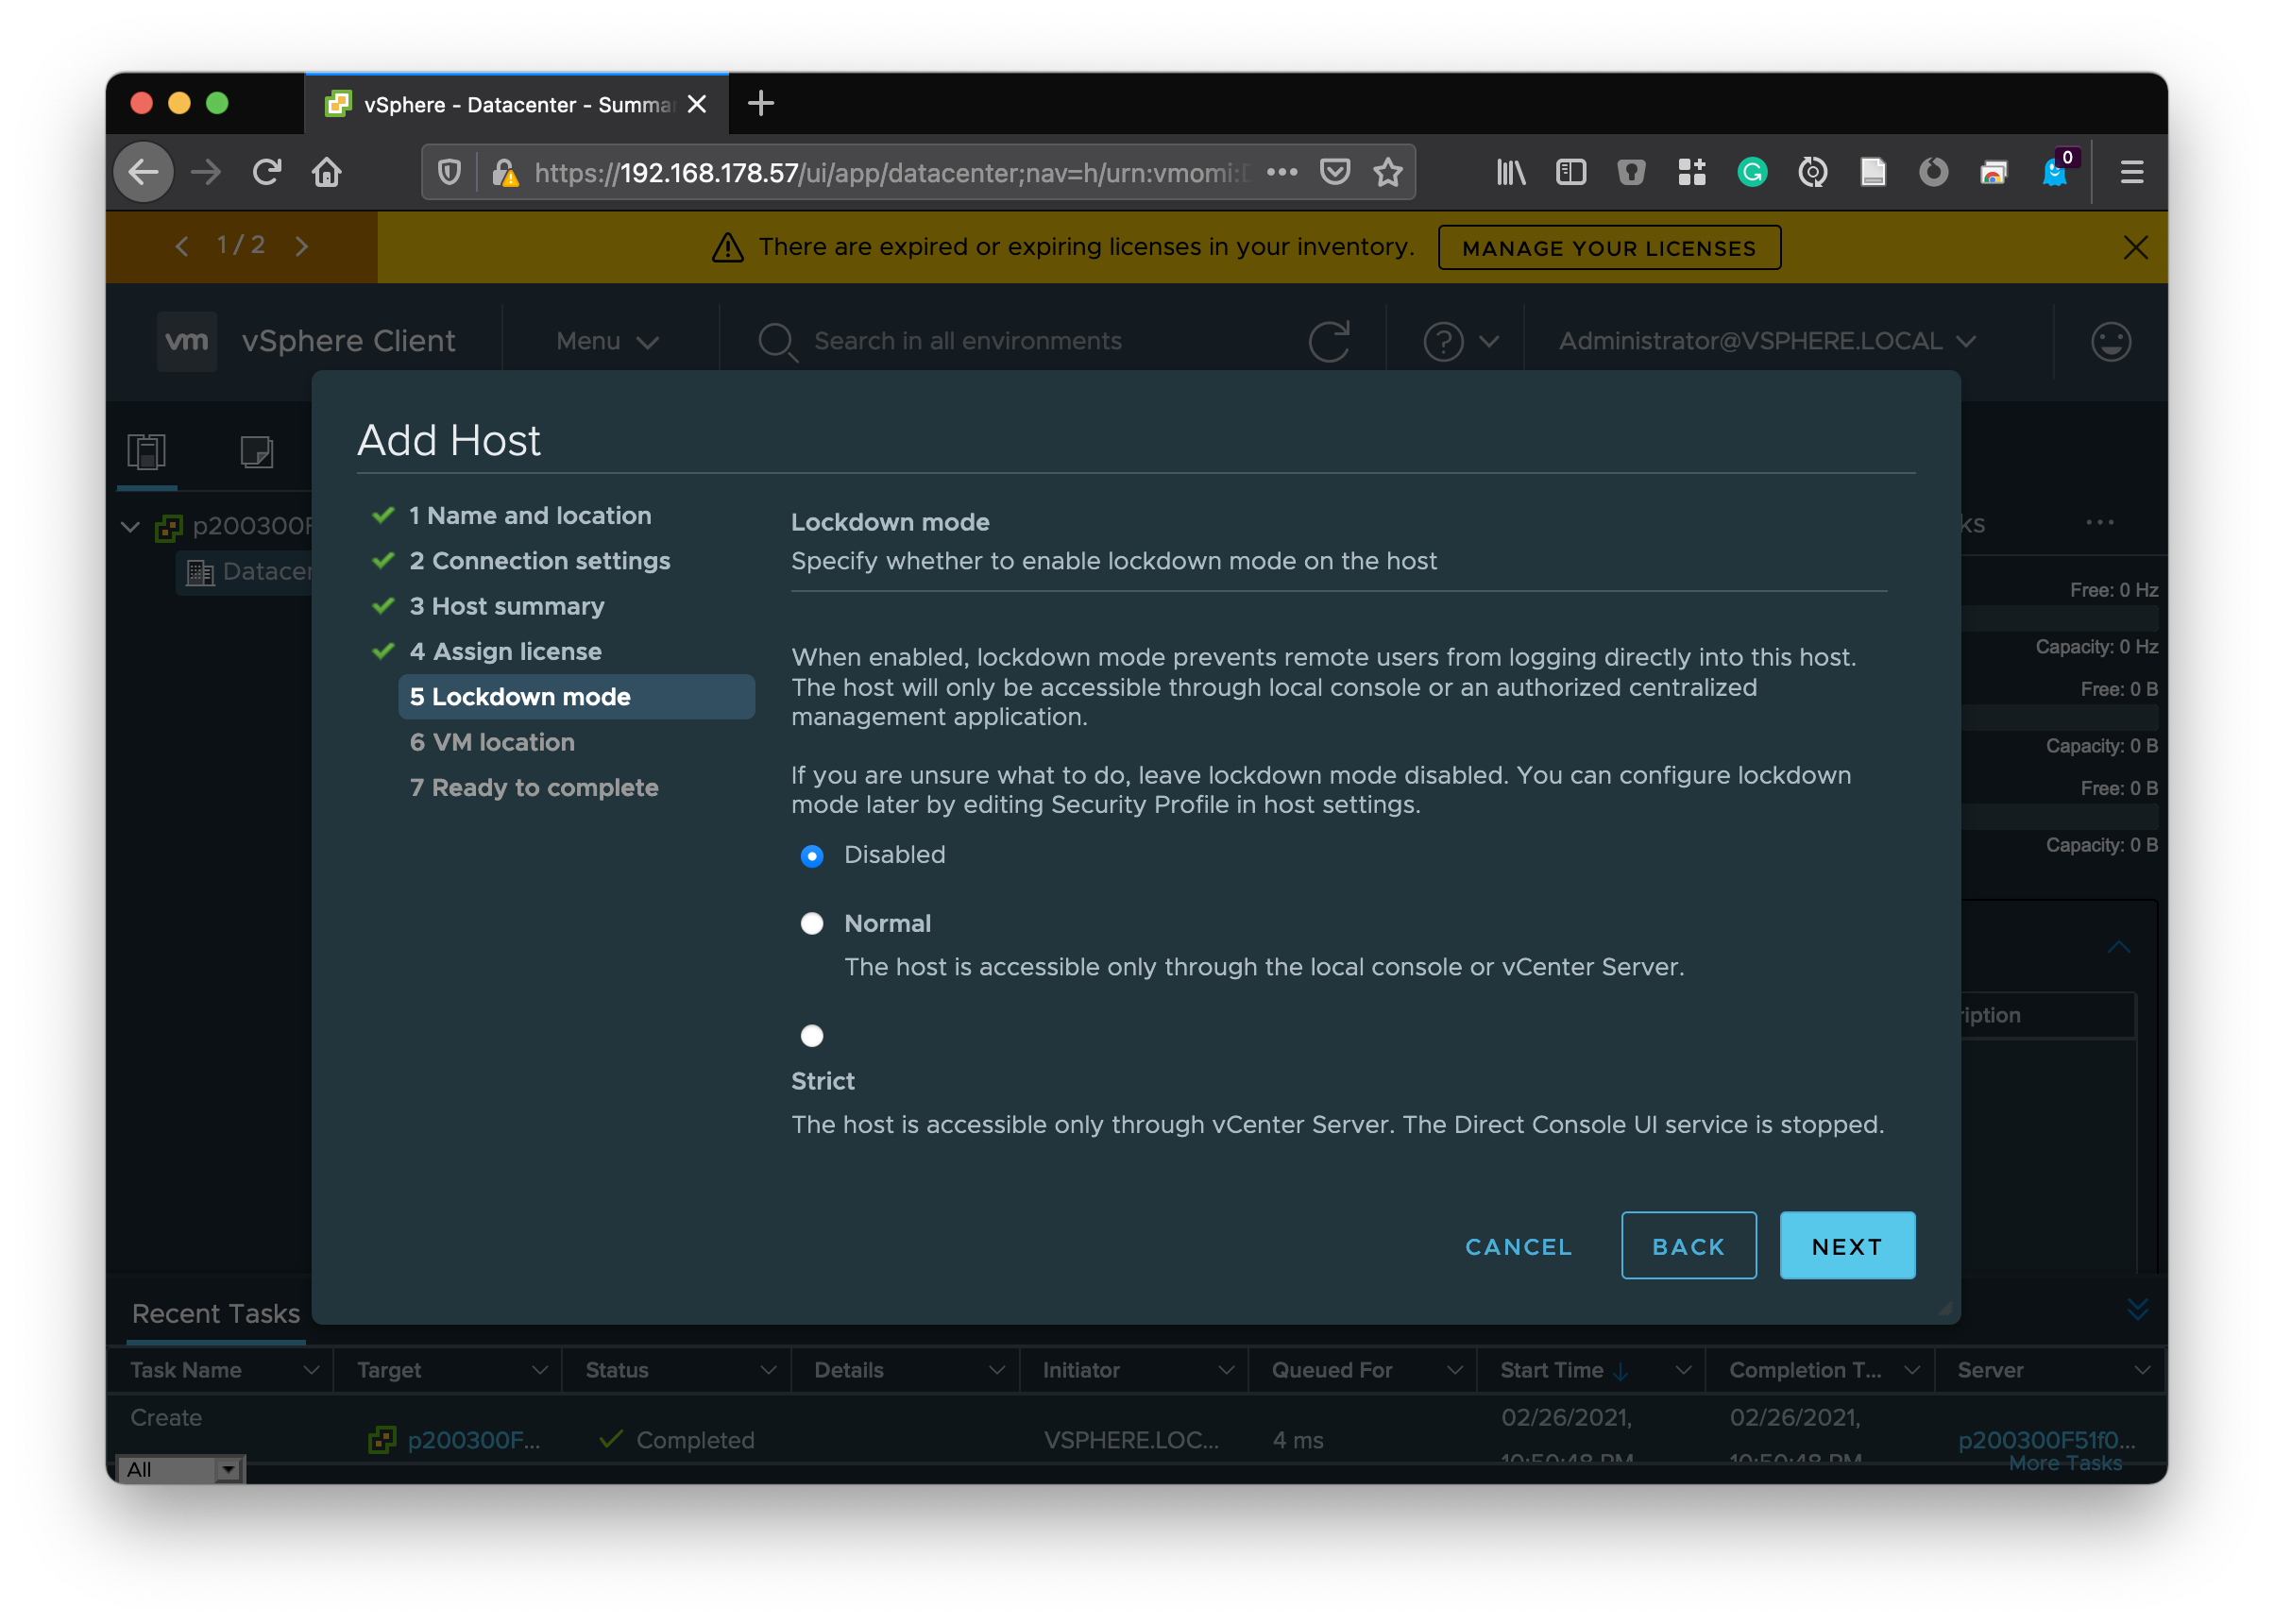 vSphere - Datacenter - Summa
https://192.168.178.57/ui/app/datacenter;nav=h/urn:vmomi:D
0
1 / 2
There are expired or expiring licenses in your inventory.
MANAGE YOUR LICENSES
vm
vSphere Client
Menu
Search in all environments
Administrator@VSPHERE.LOCAL
Add Host
1 Name and location
2 Connection settings
3 Host summary
4 Assign license
5 Lockdown mode
6 VM location
7 Ready to complete
Lockdown mode
Specify whether to enable lockdown mode on the host
When enabled, lockdown mode prevents remote users from logging directly into this host.
The host will only be accessible through local console or an authorized centralized
management application.
If you are unsure what to do, leave lockdown mode disabled. You can configure lockdown
mode later by editing Security Profile in host settings.
Disabled
Normal
The host is accessible only through the local console or vCenter Server.
Strict
The host is accessible only through vCenter Server. The Direct Console UI service is stopped.
CANCEL
BACK
NEXT
p200300F
Datacen
ks
Free: 0 Hz
Capacity: 0 Hz
Free: 0 B
Capacity: 0 B
Free: 0 B
Capacity: 0 B
ription
Recent Tasks
Task Name
Target
Status
Details
Initiator
Queued For
Start Time
Completion T...
Server
Create
p200300F...
Completed
VSPHERE.LOC...
4 ms
02/26/2021,
10:50:48 PM
02/26/2021,
10:50:48 PM
p200300F51f0...
All
More Tasks